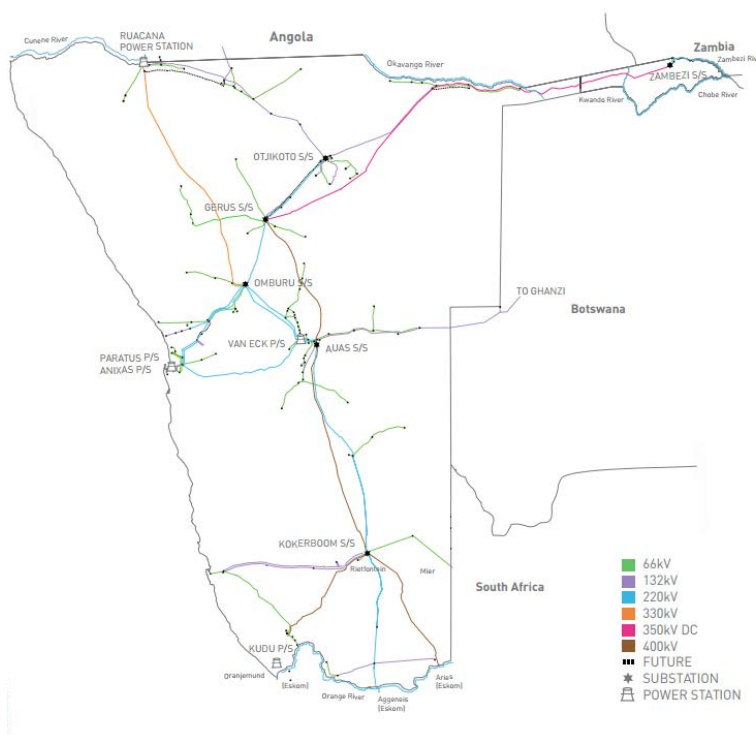 Cunene River
RUACANA
POWER STATION
Angola
Okavango River
Zambia
Zambezi Riv
ZAMBEZI S/S
Kwando River
Chobe River
OTJIKOTO S/S
GERUS S/S
OMBURU S/S
TO GHANZI
Botswana
VAN ECK P/S
AUAS S/S
PARATUS P/S
ANIXAS P/S
KOKERBOOM S/S
Rietfontein
Mier
South Africa
KUDU P/S
Oranjemund
(Eskom)
Orange River
Aggeneis
(Eskom)
Aries
(Eskom)
66kV
132kV
220kV
330kV
350kV DC
400kV
FUTURE
SUBSTATION
POWER STATION